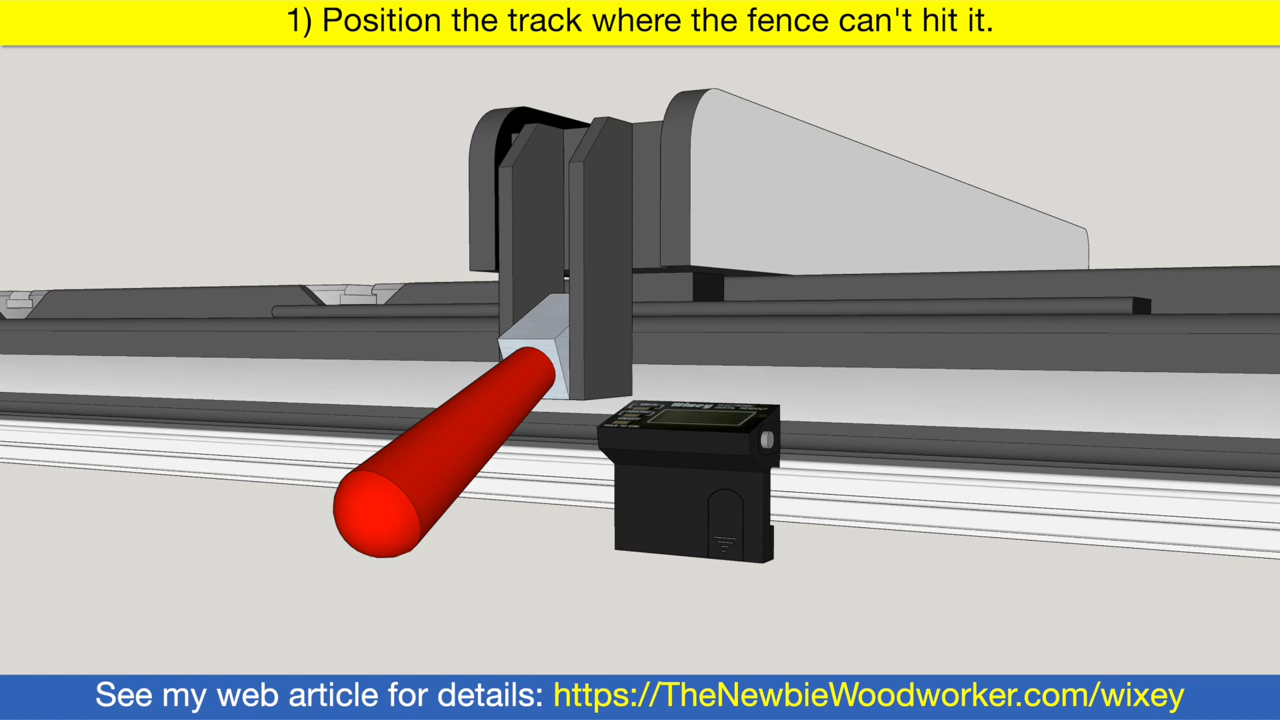 1) Position the track where the fence can't hit it.
See my web article for details: https://TheNewbieWoodworker.com/wixey